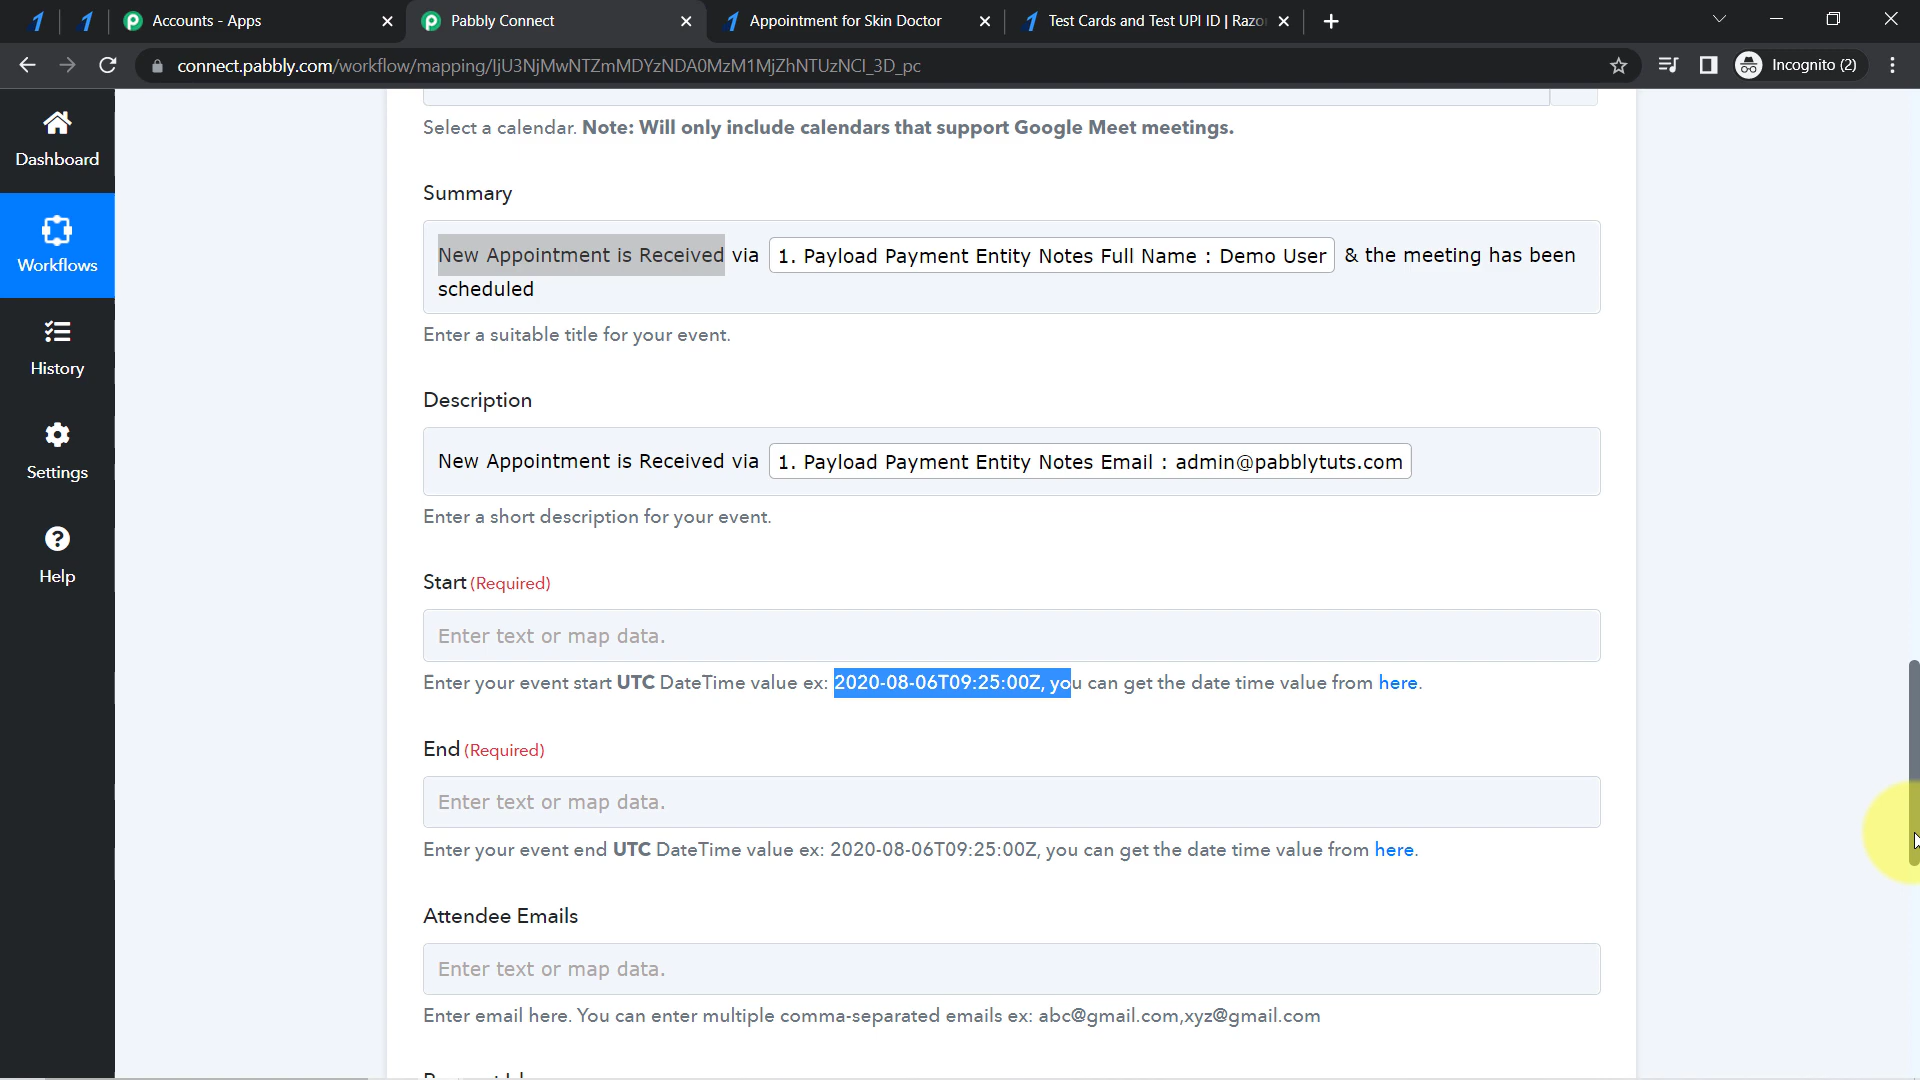 Accounts - Apps
Pabbly Connect
Appointment for Skin Doctor
Test Cards and Test UPI ID | Razo
connect.pabbly.com/workflow/mapping/IjU3NjMwNTZmMDYzNDA0MzM1MjZhNTUzNCI_3D_pc
Incognito (2)
Dashboard
Workflows
History
Settings
Help
Select a calendar. Note: Will only include calendars that support Google Meet meetings.
Summary
New Appointment is Received via 1. Payload Payment Entity Notes Full Name : Demo User & the meeting has been
scheduled
Enter a suitable title for your event.
Description
New Appointment is Received via 1. Payload Payment Entity Notes Email : admin@pabblytuts.com
Enter a short description for your event.
Start (Required)
Enter text or map data.
Enter your event start UTC DateTime value ex: 2020-08-06T09:25:00Z, you can get the date time value from here.
End (Required)
Enter text or map data.
Enter your event end UTC DateTime value ex: 2020-08-06T09:25:00Z, you can get the date time value from here.
Attendee Emails
Enter text or map data.
Enter email here. You can enter multiple comma-separated emails ex: abc@gmail.com,xyz@gmail.com